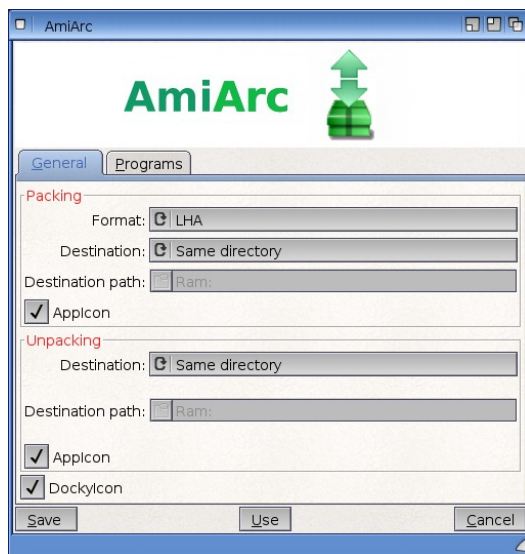 AmiArc
AmiArc
General Programs
Packing
Format: LHA
Destination: Same directory
Destination path: Ram:
AppIcon
Unpacking
Destination: Same directory
Destination path: Ram:
AppIcon
DockyIcon
Save Use Cancel